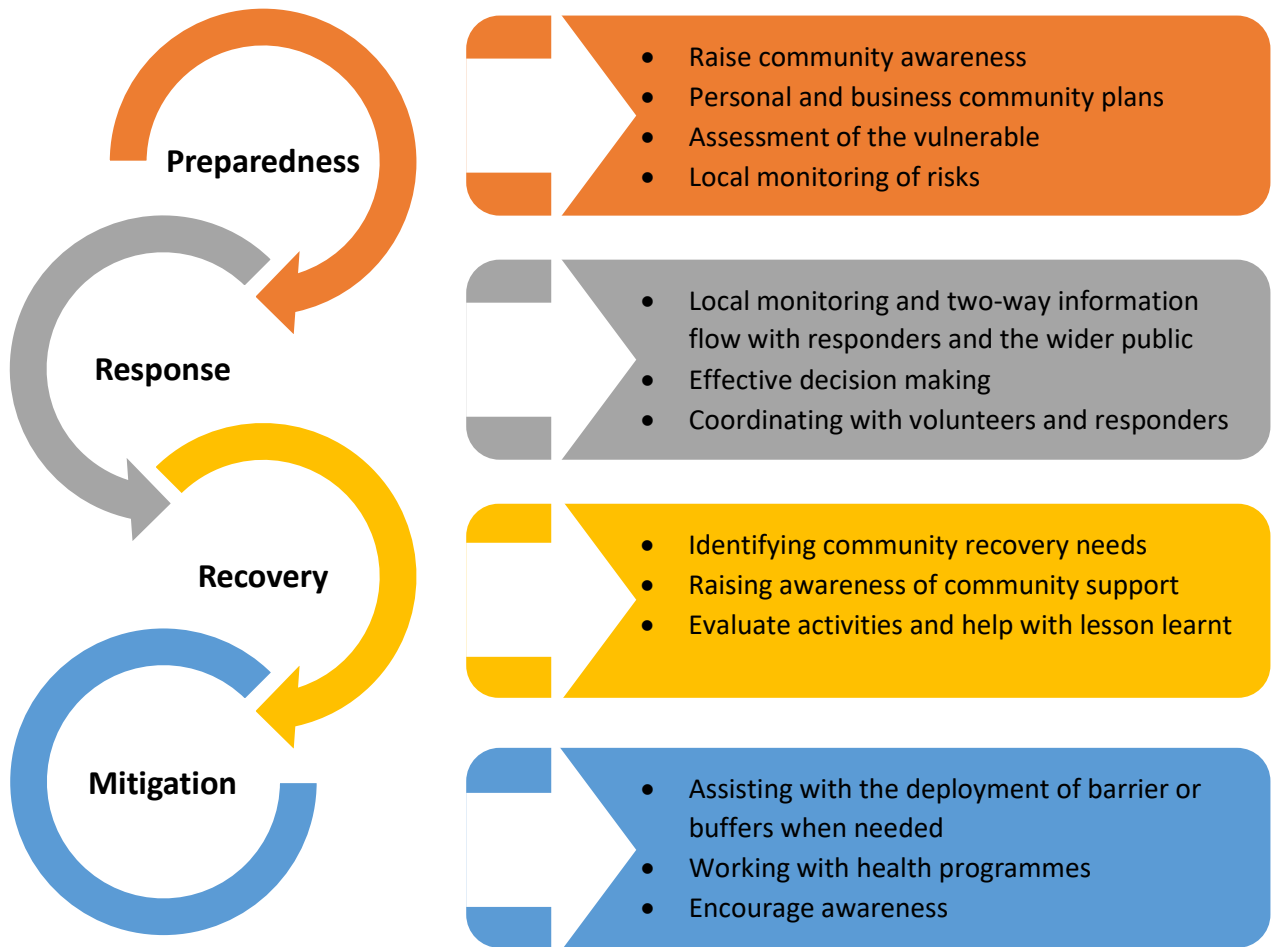 Preparedness
• Raise community awareness
• Personal and business community plans
• Assessment of the vulnerable
• Local monitoring of risks
Response
• Local monitoring and two-way information
flow with responders and the wider public
• Effective decision making
• Coordinating with volunteers and responders
Recovery
• Identifying community recovery needs
• Raising awareness of community support
• Evaluate activities and help with lesson learnt
Mitigation
• Assisting with the deployment of barrier or
buffers when needed
• Working with health programmes
• Encourage awareness